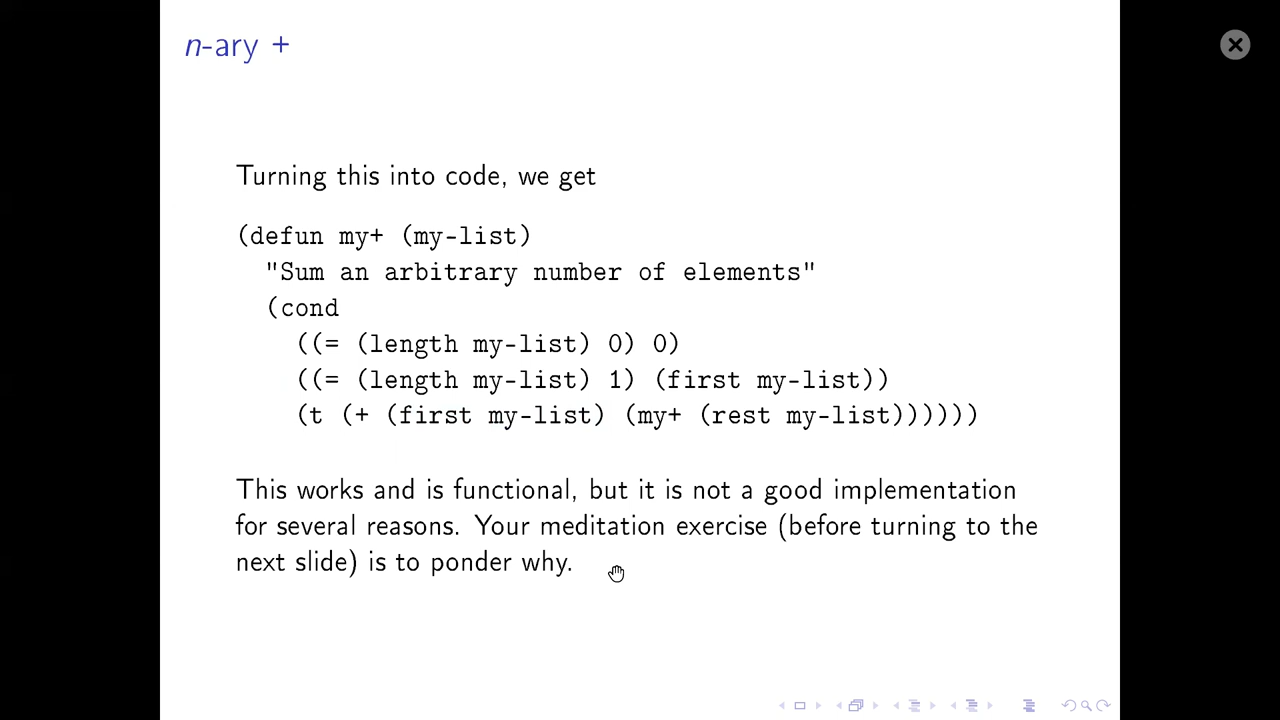 n-ary +
Turning this into code, we get
(defun my+ (my-list)
"Sum an arbitrary number of elements"
(cond
((= (length my-list) 0) 0)
((= (length my-list) 1) (first my-list))
(t (+ (first my-list) (my+ (rest my-list))))))
This works and is functional, but it is not a good implementation
for several reasons. Your meditation exercise (before turning to the
next slide) is to ponder why.